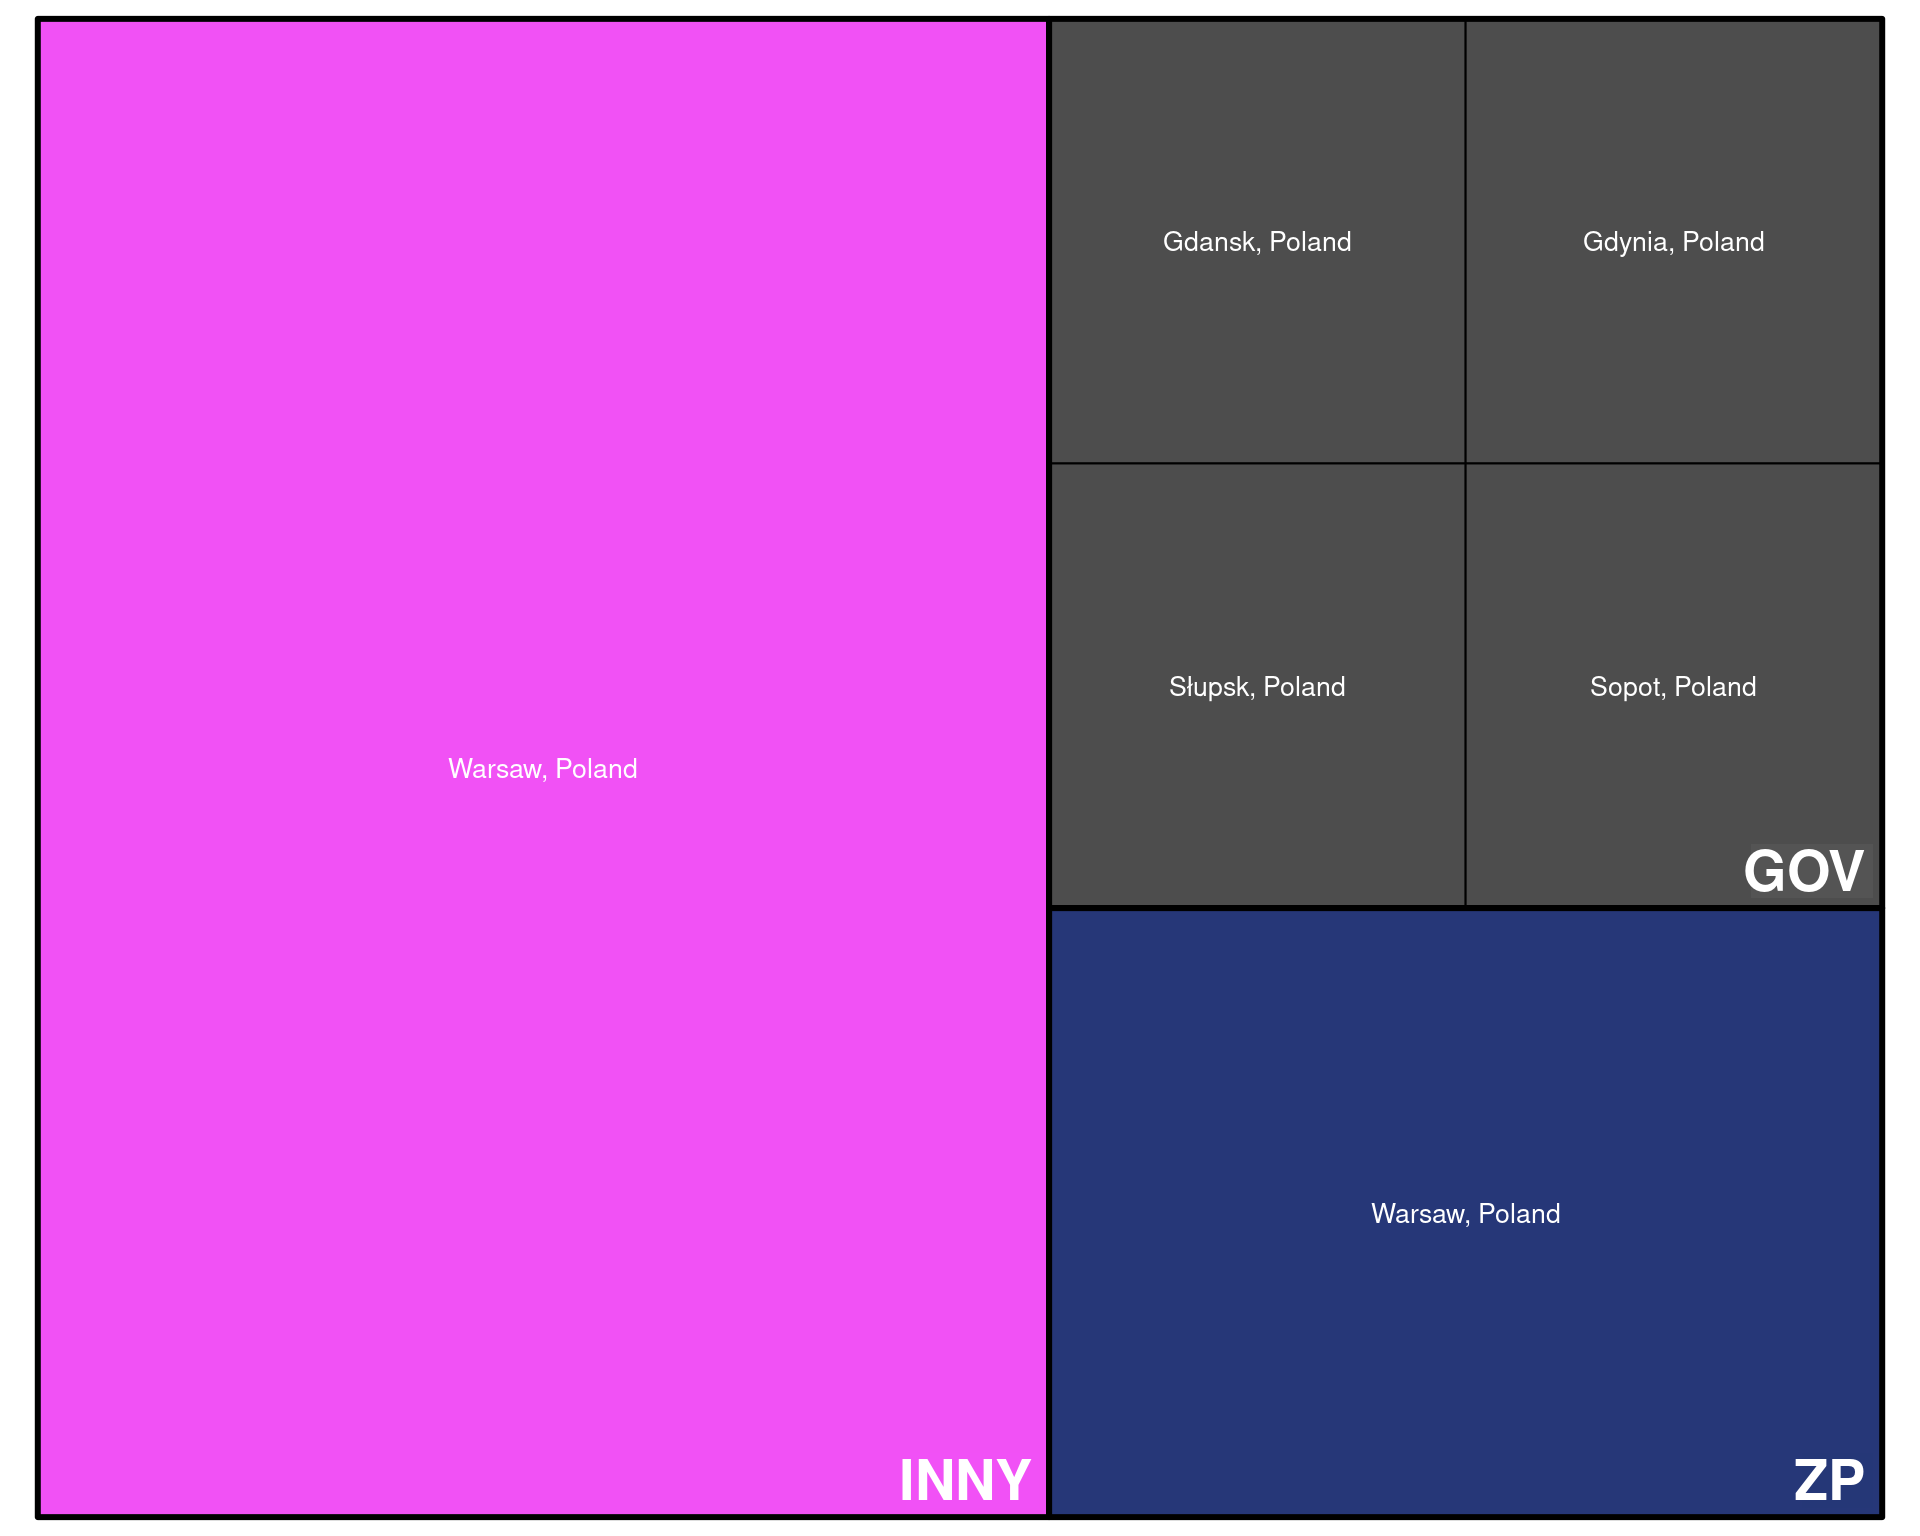 Warsaw, Poland
INNY
Gdansk, Poland
Gdynia, Poland
Słupsk, Poland
Sopot, Poland
GOV
Warsaw, Poland
ZP